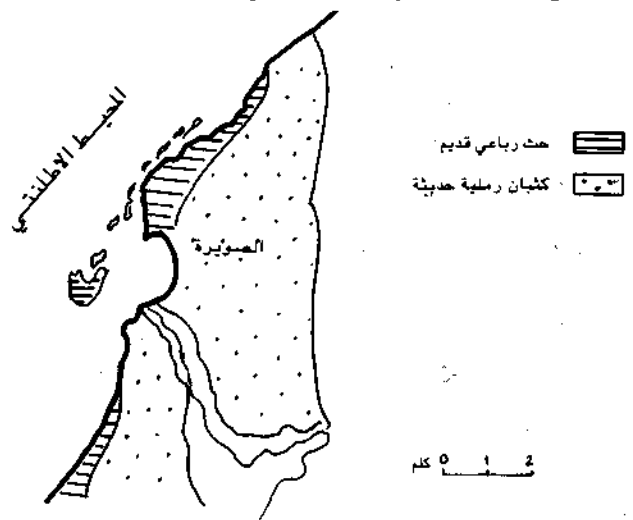 المحيط الاطلنتي
حث رباعي قديم
كثبان رملية حديثة
الصويرة
كلم 0 1 2